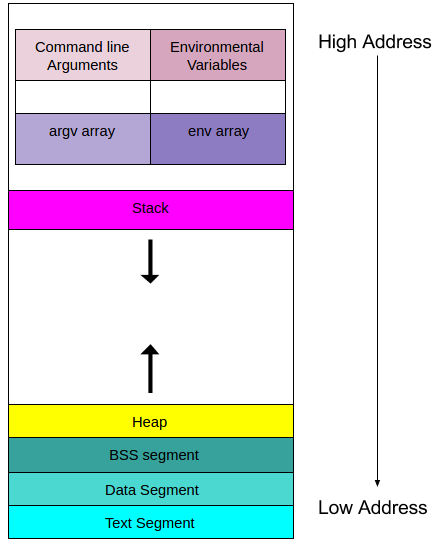 Command line
Arguments
Environmental
Variables
High Address
argv array
env array
Stack
Heap
BSS segment
Data Segment
Low Address
Text Segment